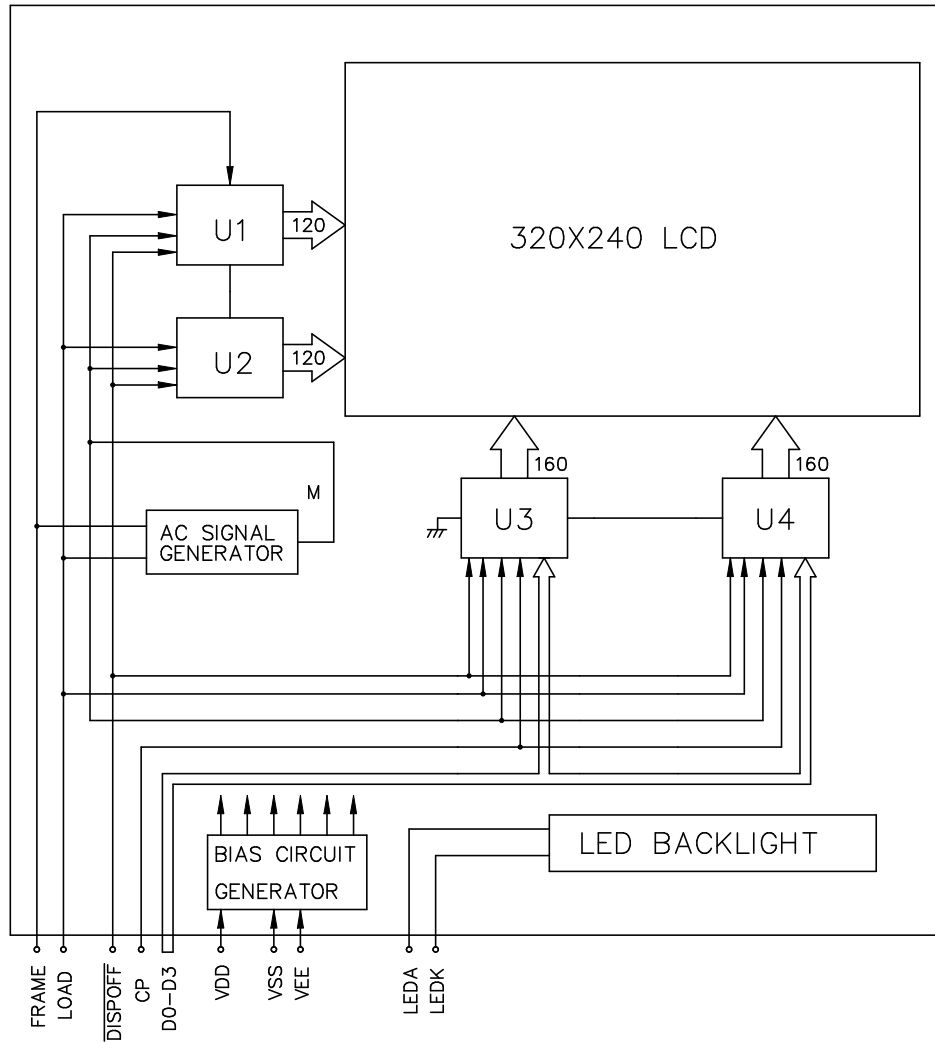 U1
120
320X240 LCD
U2
120
160
160
M
U3
U4
AC SIGNAL
GENERATOR
BIAS CIRCUIT
GENERATOR
LED BACKLIGHT
FRAME
LOAD
DISPOFF
CP
D0-D3
VDD
VSS
VEE
LEDA
LEDK